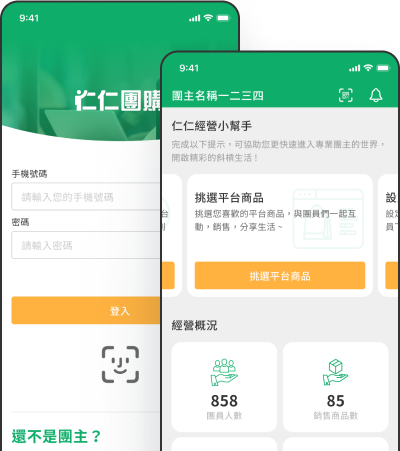 9:41
仁仁團購
手機號碼
請輸入您的手機號碼
密碼
請輸入密碼
登入
還不是團主？
9:41
團主名稱一二三四
仁仁經營小幫手
完成以下提示，可協助您更快速進入專業團主的世界，
開啟精彩的斜槓生活！
挑選平台商品
挑選您喜歡的平台商品，與團員們一起互
動，銷售，分享生活～
挑選平台商品
設
經營概況
858
團員人數
85
銷售商品數